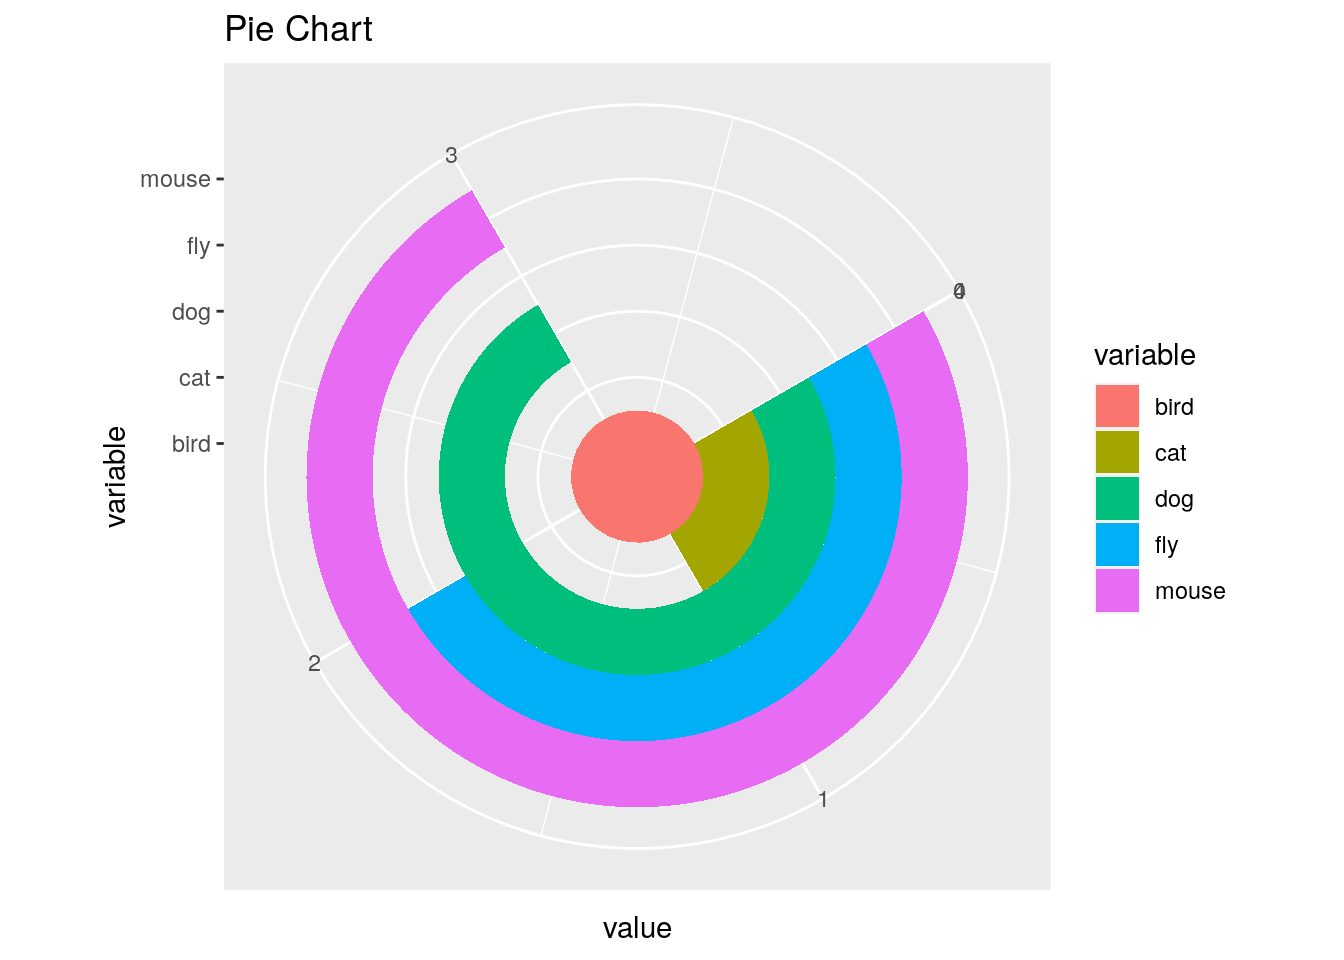 Pie Chart
mouse
fly
dog
cat
bird
variable
3
0
4
2
1
value
variable
bird
cat
dog
fly
mouse